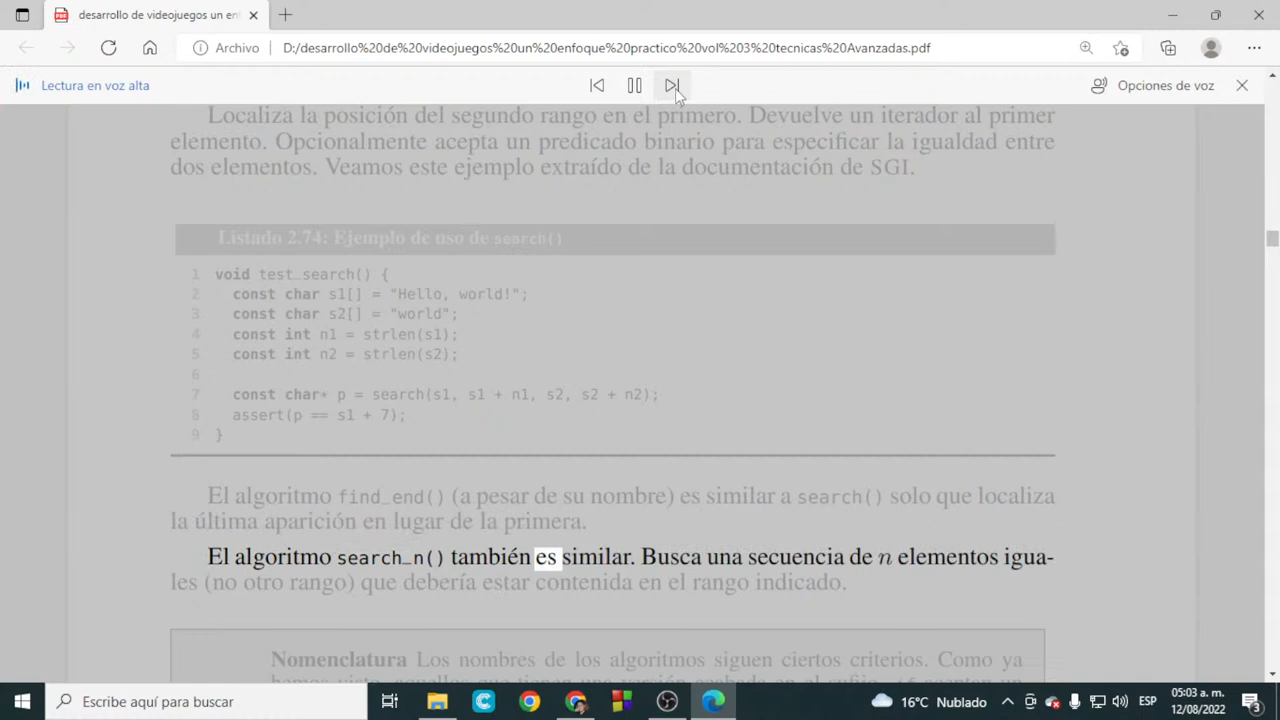 desarrollo de videojuegos un en
Archivo D:/desarrollo%20de%20videojuegos%20un%20enfoque%20practico%20vol%203%20tecnicas%20Avanzadas.pdf
Lectura en voz alta Opciones de voz
Localiza la posición del segundo rango en el primero. Devuelve un iterador al primer
elemento. Opcionalmente acepta un predicado binario para especificar la igualdad entre
dos elementos. Veamos este ejemplo extraído de la documentación de SGI.
Listado 2.74: Ejemplo de uso de search()
1 void test_search() {
2 const char s1[] = "Hello, world!";
3 const char s2[] = "world";
4 const int n1 = strlen(s1);
5 const int n2 = strlen(s2);
6
7 const char* p = search(s1, s1 + n1, s2, s2 + n2);
8 assert(p == s1 + 7);
9 }
El algoritmo find_end() (a pesar de su nombre) es similar a search() solo que localiza
la última aparición en lugar de la primera.
El algoritmo search_n() también es similar. Busca una secuencia de n elementos igua-
les (no otro rango) que debería estar contenida en el rango indicado.
Nomenclatura Los nombres de los algoritmos siguen ciertos criterios. Como ya
Escribe aquí para buscar
16°C Nublado
ESP
05:03 a. m.
12/08/2022
3